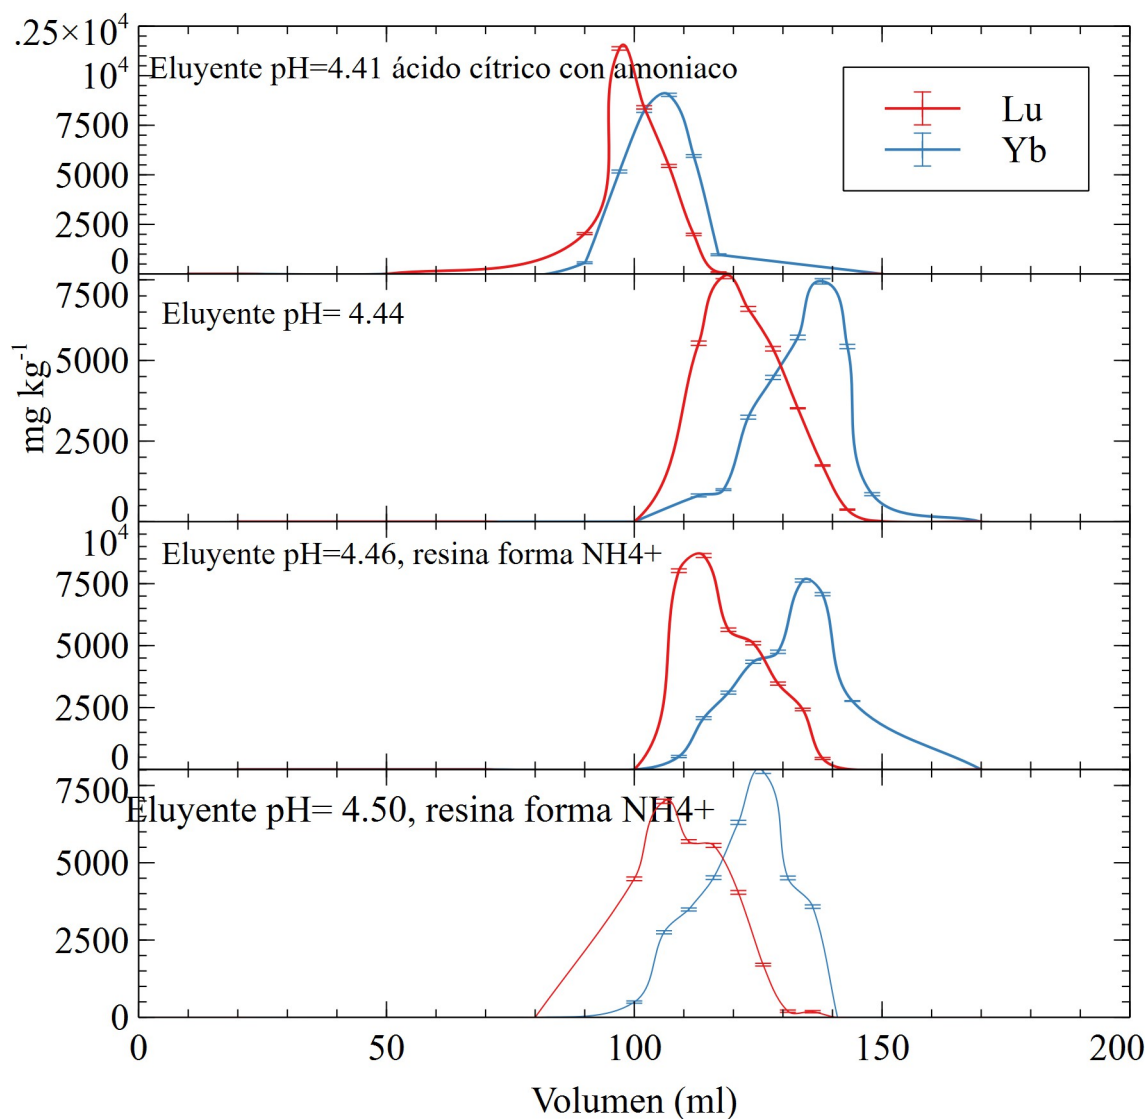 .25×10⁴
Eluyente pH=4.41 ácido cítrico con amoniaco
10⁴
7500
5000
2500
0
Lu
Yb
7500
Eluyente pH= 4.44
5000
2500
0
mg kg⁻¹
10⁴
Eluyente pH=4.46, resina forma NH4+
7500
5000
2500
0
7500
Eluyente pH= 4.50, resina forma NH4+
5000
2500
0
0 50 100 150 200
Volumen (ml)